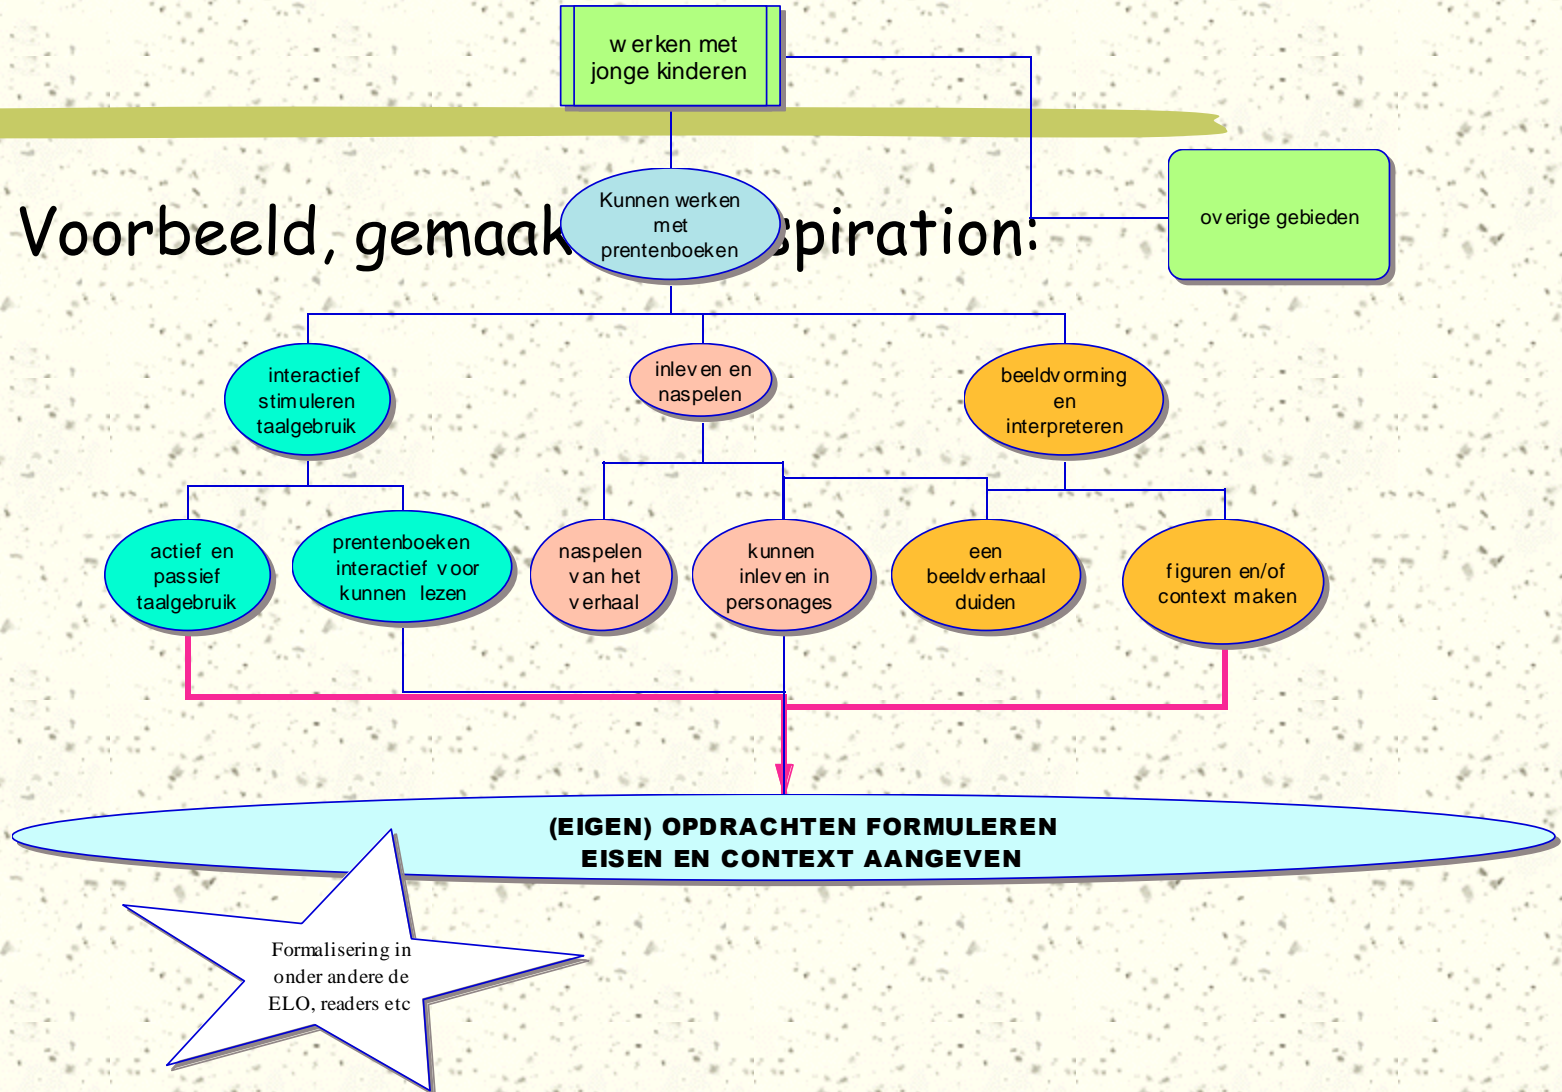 werken met
jonge kinderen
Kunnen werken
met
prentenboeken
overige gebieden
Voorbeeld, gemaak spiration:
interactief
stimuleren
taalgebruik
inleven en
naspelen
beeldvorming
en
interpreteren
actief en
passief
taalgebruik
prentenboeken
interactief voor
kunnen lezen
naspelen
van het
verhaal
kunnen
inleven in
personages
een
beeldverhaal
duiden
figuren en/of
context maken
(EIGEN) OPDRACHTEN FORMULEREN
EISEN EN CONTEXT AANGEVEN
Formalisering in
onder andere de
ELO, readers etc